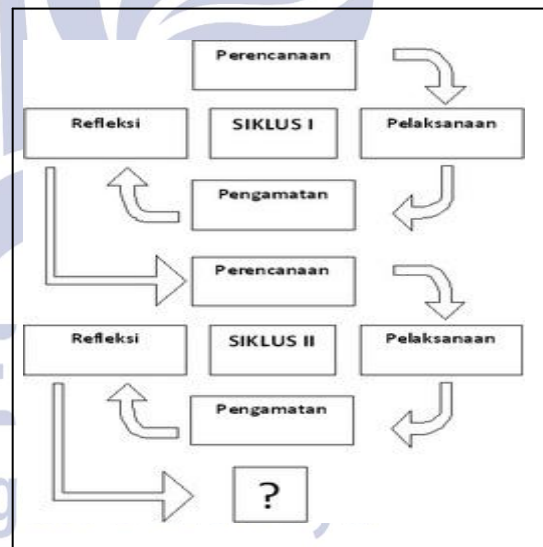 Perencanaan
Refleksi
SIKLUS I
Pelaksanaan
Pengamatan
Perencanaan
Refleksi
SIKLUS II
Pelaksanaan
Pengamatan
?